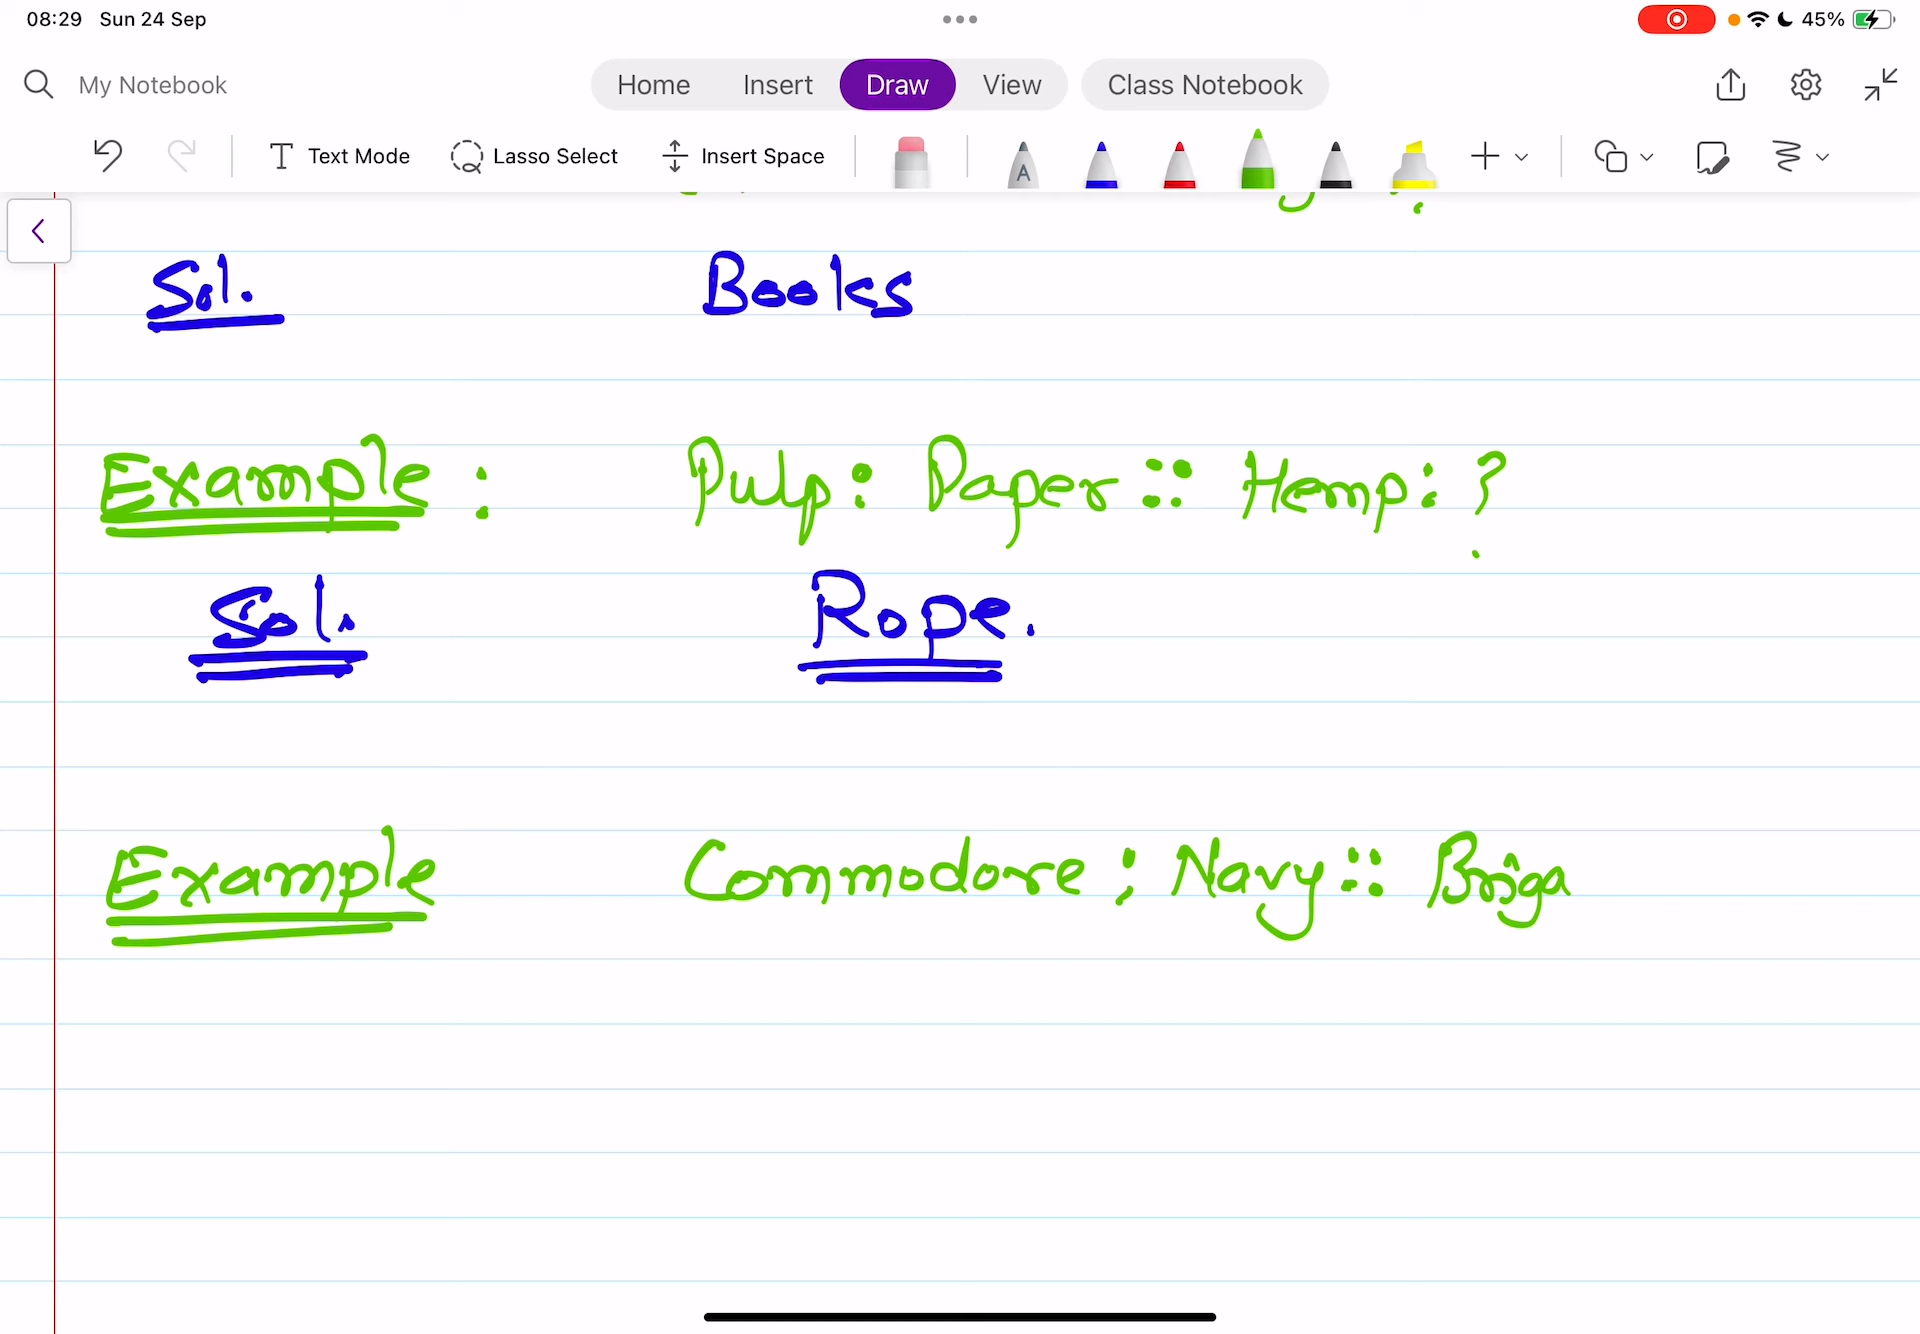 08:29 Sun 24 Sep 45%
My Notebook Home Insert Draw View Class Notebook
Text Mode Lasso Select Insert Space A
Sol. Books
Example : Pulp : Paper :: Hemp : ?
Sol. Rope.
Example Commodore : Navy :: Briga